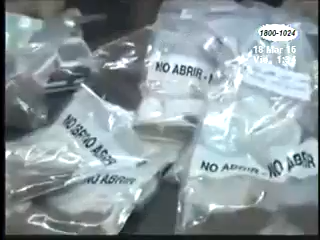 1800-1024
18 Mar 16
NO ABRIR - N
NO ABRIR
NO ABRIR
NO ABRIR -
NO ABRIR